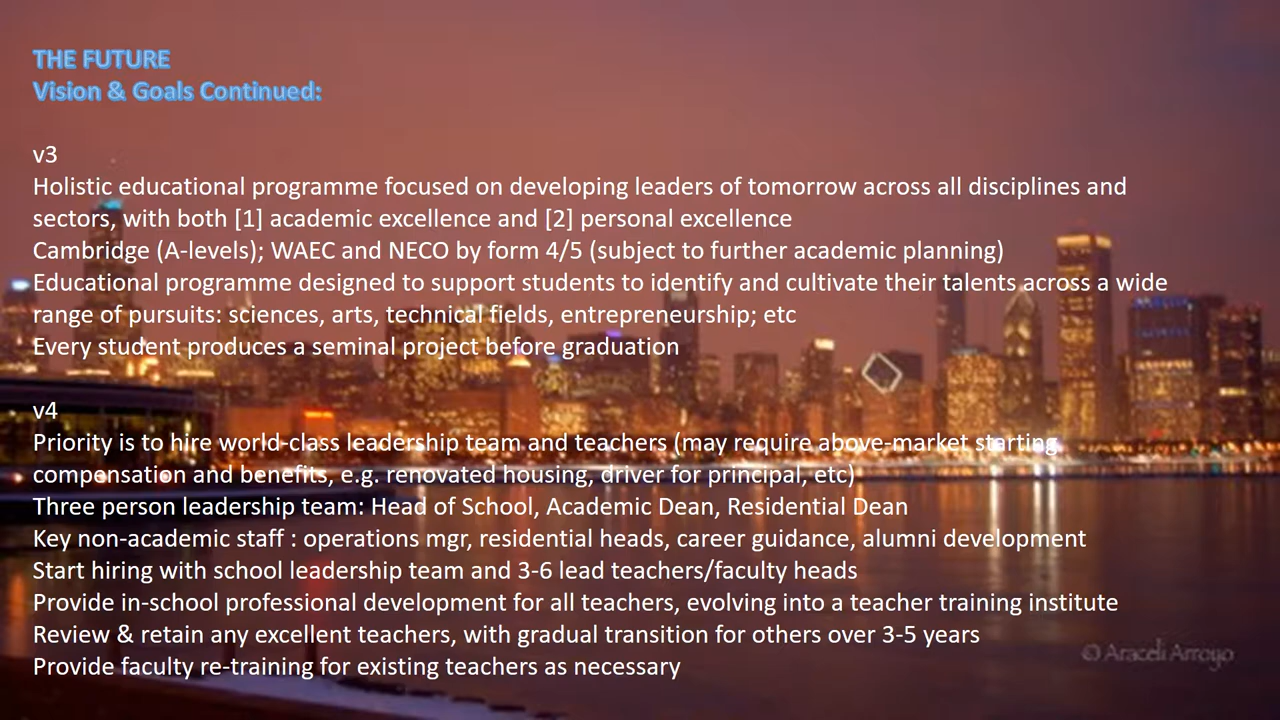 THE FUTURE
Vision & Goals Continued:
v3
Holistic educational programme focused on developing leaders of tomorrow across all disciplines and
sectors, with both [1] academic excellence and [2] personal excellence
Cambridge (A-levels); WAEC and NECO by form 4/5 (subject to further academic planning)
Educational programme designed to support students to identify and cultivate their talents across a wide
range of pursuits: sciences, arts, technical fields, entrepreneurship; etc
Every student produces a seminal project before graduation
v4
Priority is to hire world-class leadership team and teachers (may require above-market starting
compensation and benefits, e.g. renovated housing, driver for principal, etc)
Three person leadership team: Head of School, Academic Dean, Residential Dean
Key non-academic staff : operations mgr, residential heads, career guidance, alumni development
Start hiring with school leadership team and 3-6 lead teachers/faculty heads
Provide in-school professional development for all teachers, evolving into a teacher training institute
Review & retain any excellent teachers, with gradual transition for others over 3-5 years
© Araceli Arroyo
Provide faculty re-training for existing teachers as necessary